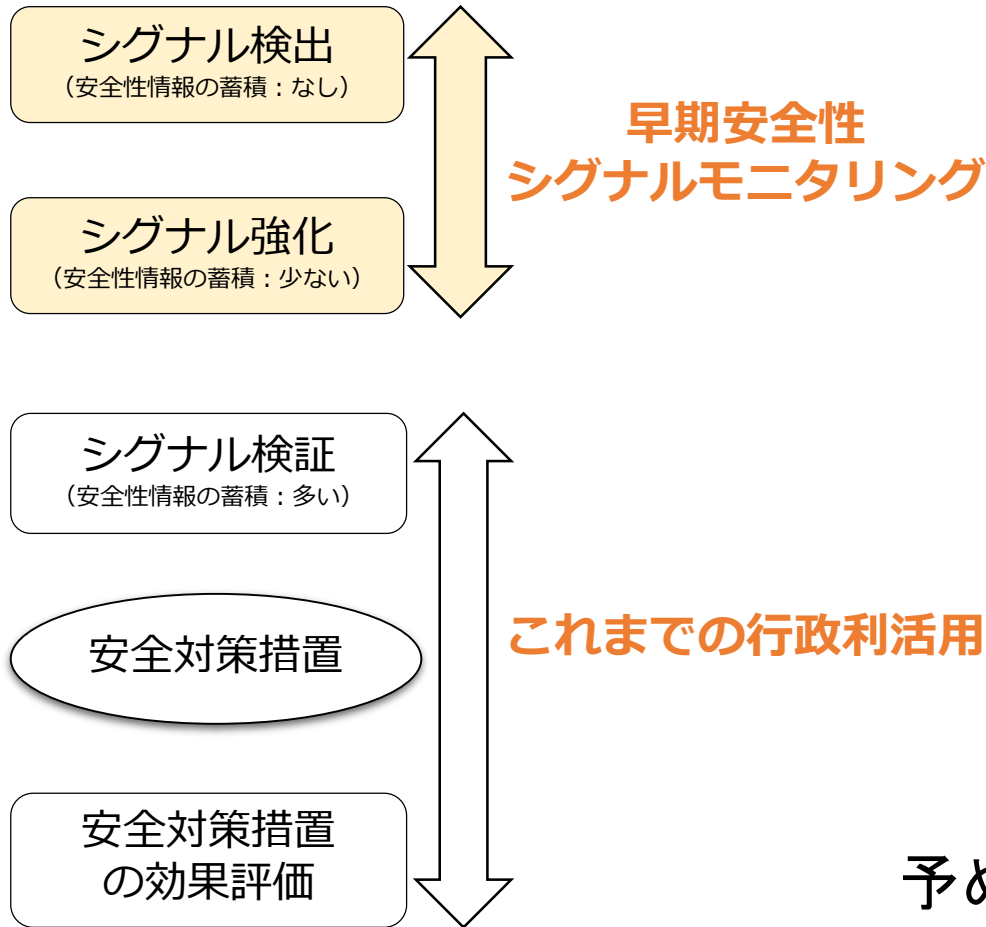 シグナル検出
（安全性情報の蓄積：なし）
早期安全性
シグナルモニタリング
シグナル強化
（安全性情報の蓄積：少ない）
シグナル検証
（安全性情報の蓄積：多い）
安全対策措置
これまでの行政利活用
安全対策措置
の効果評価
予め